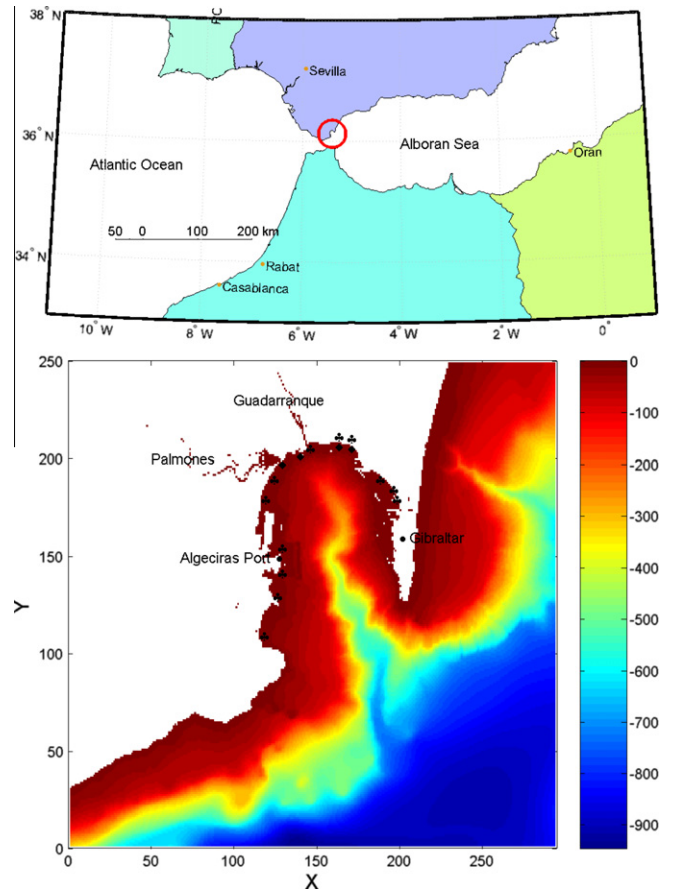 38°N
PO
Sevilla
36°N
Atlantic Ocean
Alboran Sea
Oran
50 0 100 200 km
34°N
Rabat
Casablanca
10°W 8°W 6°W 4°W 2°W 0°
250
200
150
100
50
0
Y
Guadarranque
Palmones
Algeciras Port
Gibraltar
0 50 100 150 200 250
X
0
-100
-200
-300
-400
-500
-600
-700
-800
-900